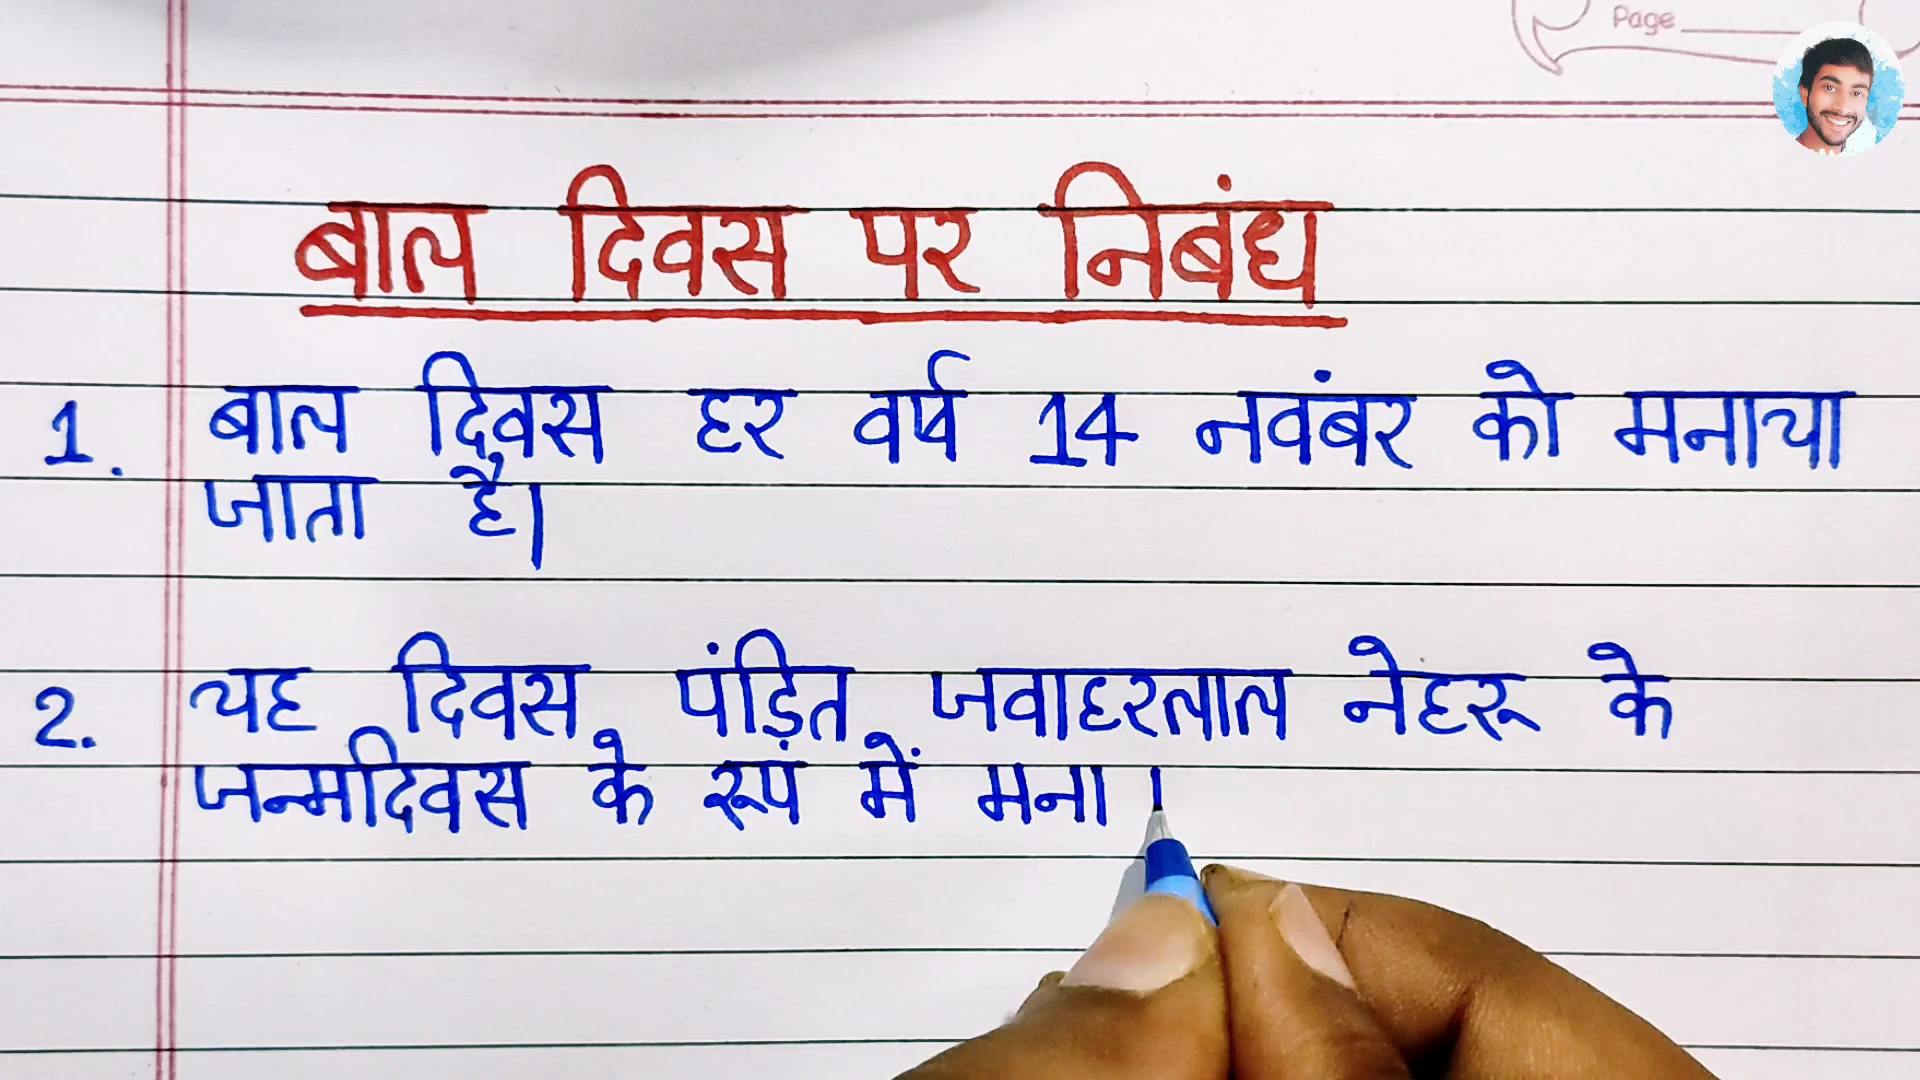 Page
बाल दिवस पर निबंध
1. बाल दिवस हर वर्ष 14 नवंबर को मनाया
जाता है।
2. यह दिवस पंड़ित जवाहरलाल नेहरू के
जन्मदिवस के रूप में मना